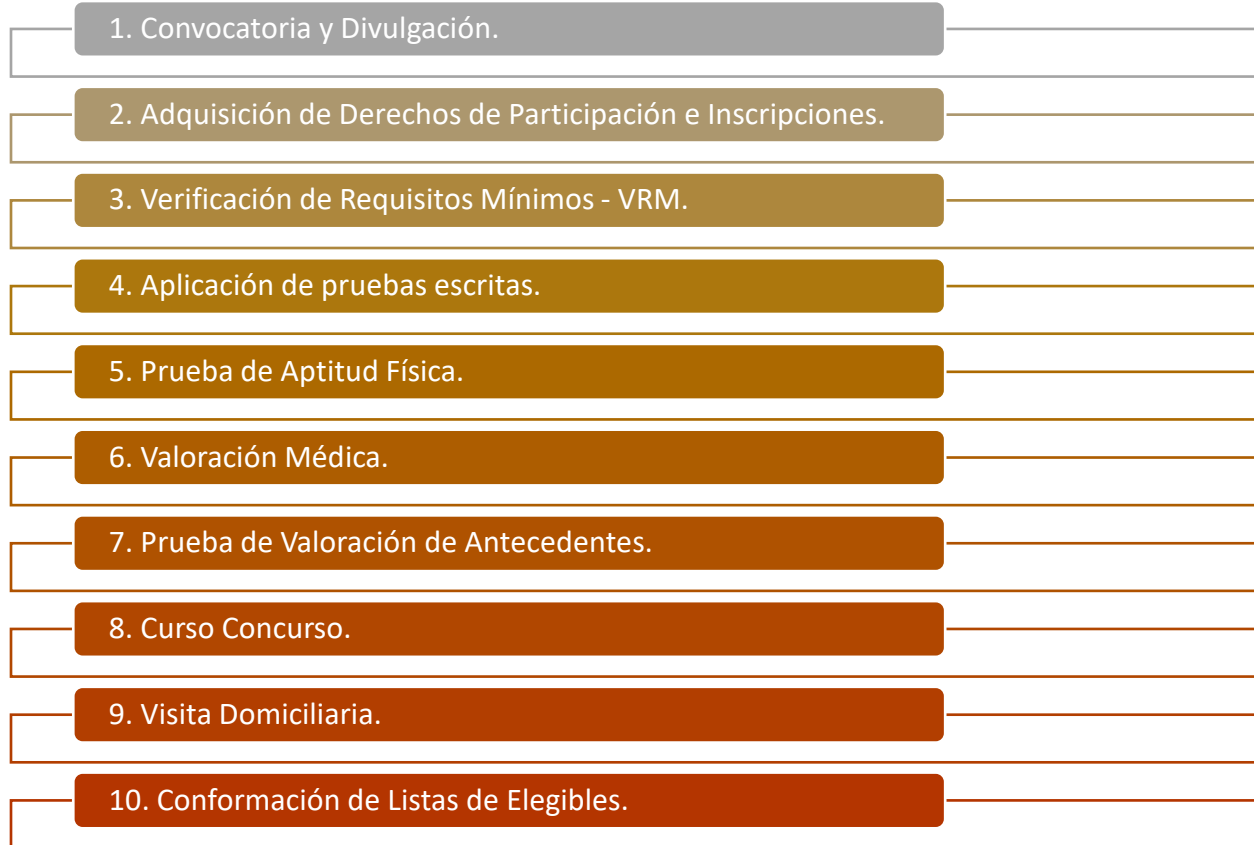 1. Convocatoria y Divulgación.
2. Adquisición de Derechos de Participación e Inscripciones.
3. Verificación de Requisitos Mínimos - VRM.
4. Aplicación de pruebas escritas.
5. Prueba de Aptitud Física.
6. Valoración Médica.
7. Prueba de Valoración de Antecedentes.
8. Curso Concurso.
9. Visita Domiciliaria.
10. Conformación de Listas de Elegibles.